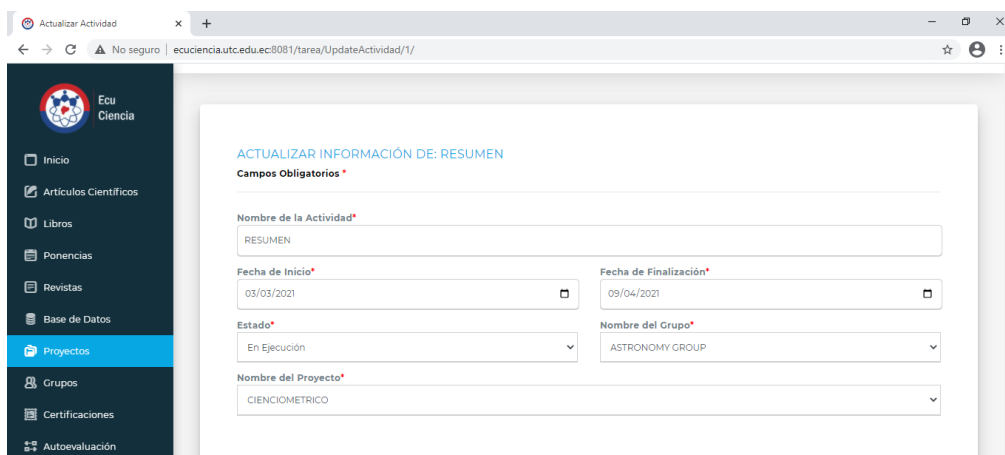 Actualizar Actividad
No seguro | ecuciencia.utc.edu.ec:8081/tarea/UpdateActividad/1/
Ecu
Ciencia
Inicio
Artículos Científicos
Libros
Ponencias
Revistas
Base de Datos
Proyectos
Grupos
Certificaciones
Autoevaluación
ACTUALIZAR INFORMACIÓN DE: RESUMEN
Campos Obligatorios *
Nombre de la Actividad*
RESUMEN
Fecha de Inicio* Fecha de Finalización*
03/03/2021 09/04/2021
Estado* Nombre del Grupo*
En Ejecución ASTRONOMY GROUP
Nombre del Proyecto*
CIENCIOMETRICO